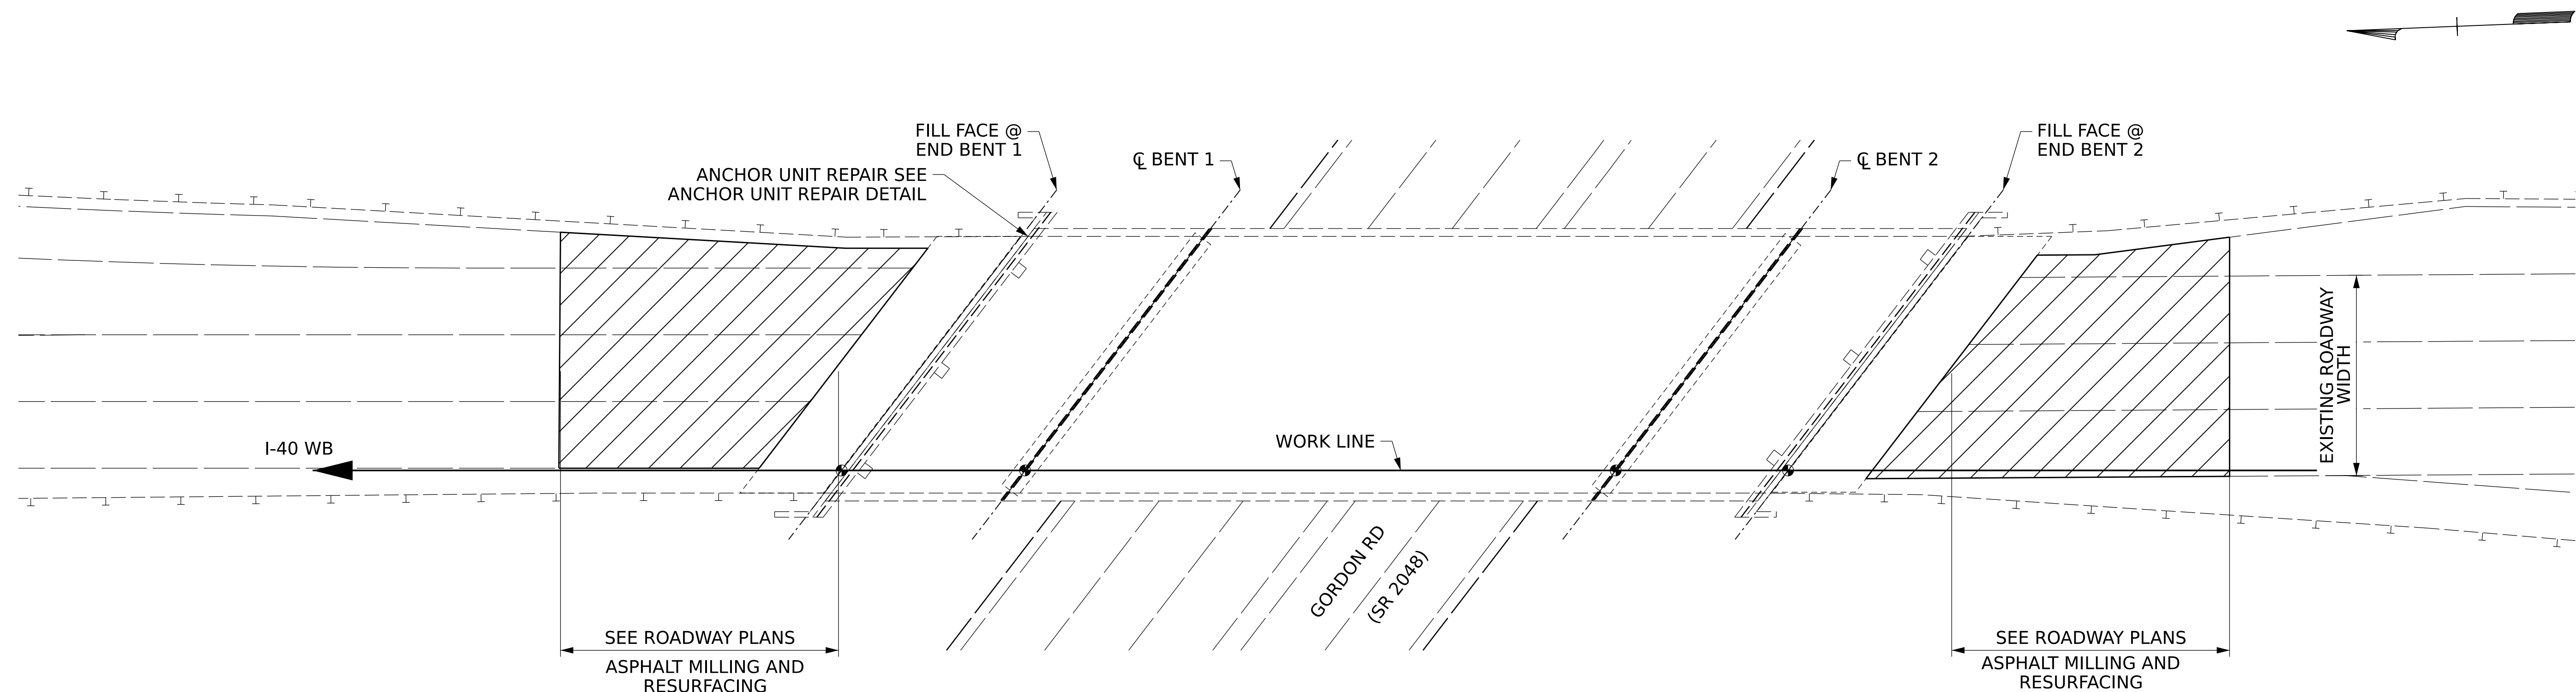 FILL FACE @
END BENT 1
℄ BENT 1
℄ BENT 2
FILL FACE @
END BENT 2
ANCHOR UNIT REPAIR SEE
ANCHOR UNIT REPAIR DETAIL
I-40 WB
WORK LINE
EXISTING ROADWAY
WIDTH
GORDON RD
(SR 2048)
SEE ROADWAY PLANS
ASPHALT MILLING AND
RESURFACING
SEE ROADWAY PLANS
ASPHALT MILLING AND
RESURFACING